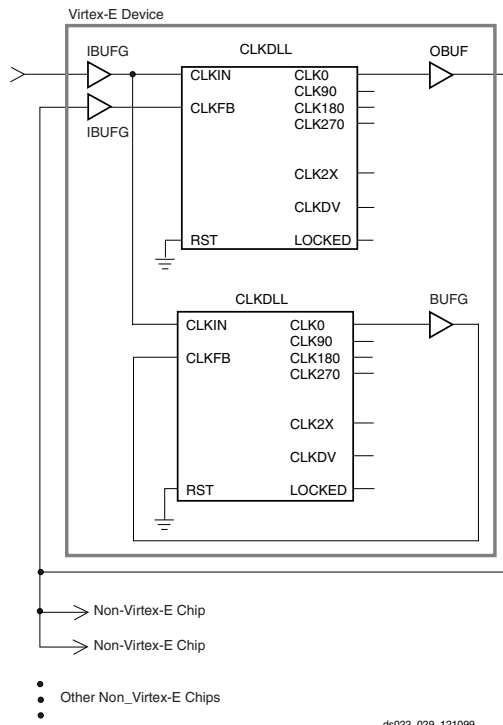 Virtex-E Device
IBUFG
CLKDLL
OBUF
CLKIN
CLK0
CLK90
CLKFB
CLK180
CLK270
IBUFG
CLK2X
CLKDV
RST
LOCKED
CLKDLL
BUFG
CLKIN
CLK0
CLK90
CLKFB
CLK180
CLK270
CLK2X
CLKDV
RST
LOCKED
Non-Virtex-E Chip
Non-Virtex-E Chip
Other Non_Virtex-E Chips
ds022_029_121099